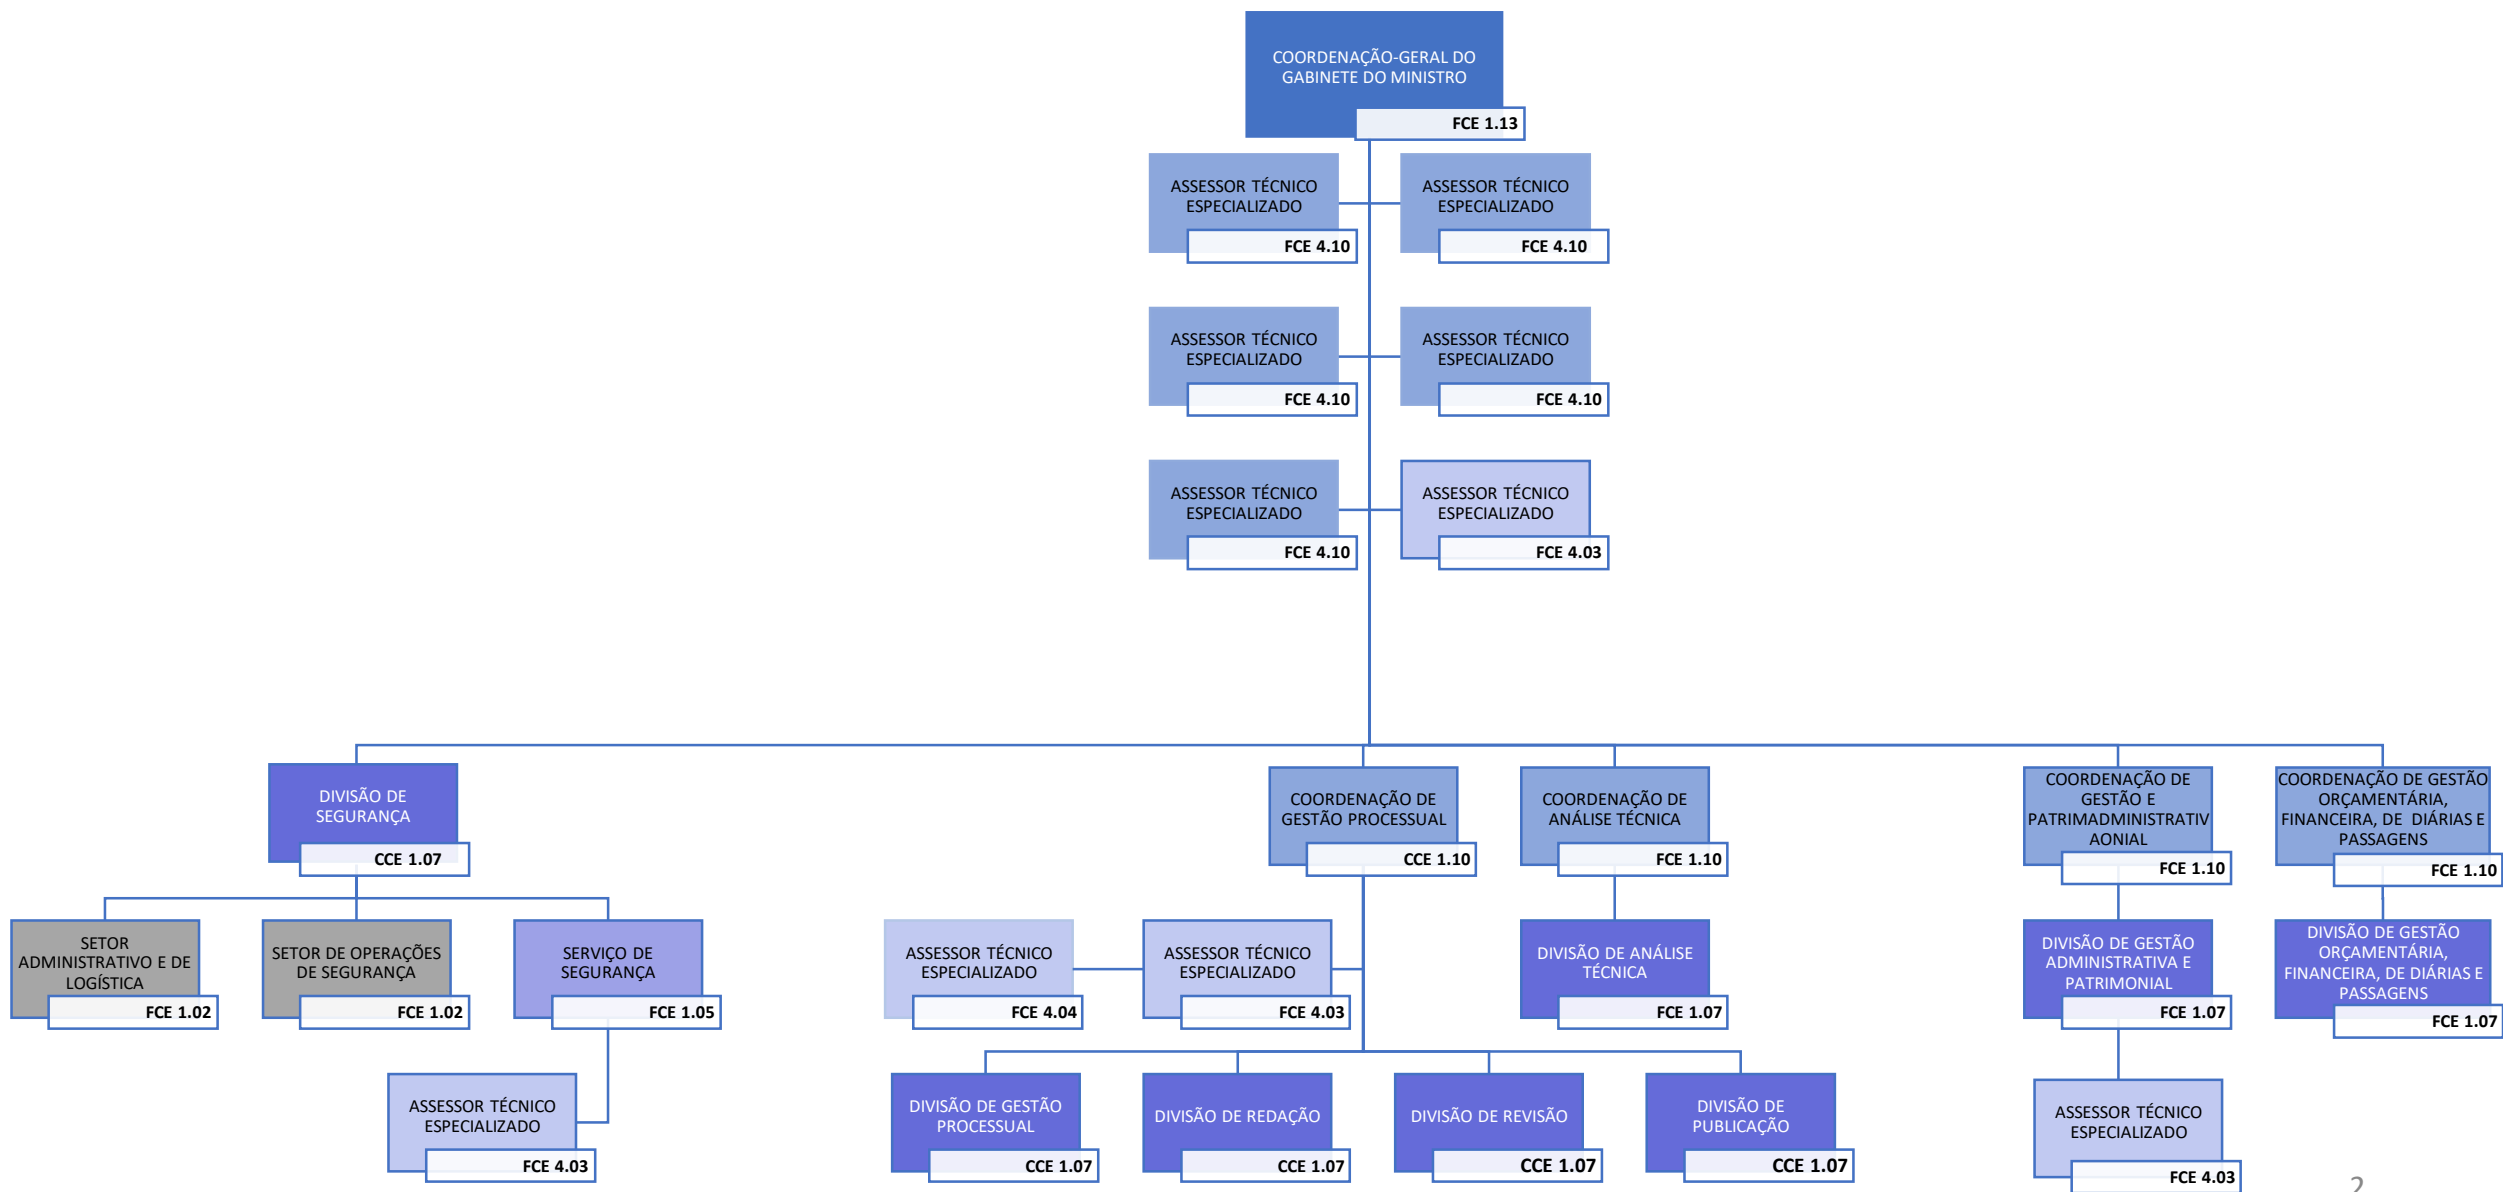 COORDENAÇÃO-GERAL DO
GABINETE DO MINISTRO
FCE 1.13
ASSESSOR TÉCNICO
ESPECIALIZADO
FCE 4.10
ASSESSOR TÉCNICO
ESPECIALIZADO
FCE 4.10
ASSESSOR TÉCNICO
ESPECIALIZADO
FCE 4.10
ASSESSOR TÉCNICO
ESPECIALIZADO
FCE 4.10
ASSESSOR TÉCNICO
ESPECIALIZADO
FCE 4.10
ASSESSOR TÉCNICO
ESPECIALIZADO
FCE 4.03
DIVISÃO DE
SEGURANÇA
CCE 1.07
COORDENAÇÃO DE
GESTÃO PROCESSUAL
CCE 1.10
COORDENAÇÃO DE
ANÁLISE TÉCNICA
FCE 1.10
COORDENAÇÃO DE
GESTÃO E
PATRIMADMINISTRATIV
AONIAL
FCE 1.10
COORDENAÇÃO DE GESTÃO
ORÇAMENTÁRIA,
FINANCEIRA, DE DIÁRIAS E
PASSAGENS
FCE 1.10
SETOR
ADMINISTRATIVO E DE
LOGÍSTICA
FCE 1.02
SETOR DE OPERAÇÕES
DE SEGURANÇA
FCE 1.02
SERVIÇO DE
SEGURANÇA
FCE 1.05
ASSESSOR TÉCNICO
ESPECIALIZADO
FCE 4.04
ASSESSOR TÉCNICO
ESPECIALIZADO
FCE 4.03
DIVISÃO DE ANÁLISE
TÉCNICA
FCE 1.07
DIVISÃO DE GESTÃO
ADMINISTRATIVA E
PATRIMONIAL
FCE 1.07
DIVISÃO DE GESTÃO
ORÇAMENTÁRIA,
FINANCEIRA, DE DIÁRIAS E
PASSAGENS
FCE 1.07
ASSESSOR TÉCNICO
ESPECIALIZADO
FCE 4.03
DIVISÃO DE GESTÃO
PROCESSUAL
CCE 1.07
DIVISÃO DE REDAÇÃO
CCE 1.07
DIVISÃO DE REVISÃO
CCE 1.07
DIVISÃO DE
PUBLICAÇÃO
CCE 1.07
ASSESSOR TÉCNICO
ESPECIALIZADO
FCE 4.03
2